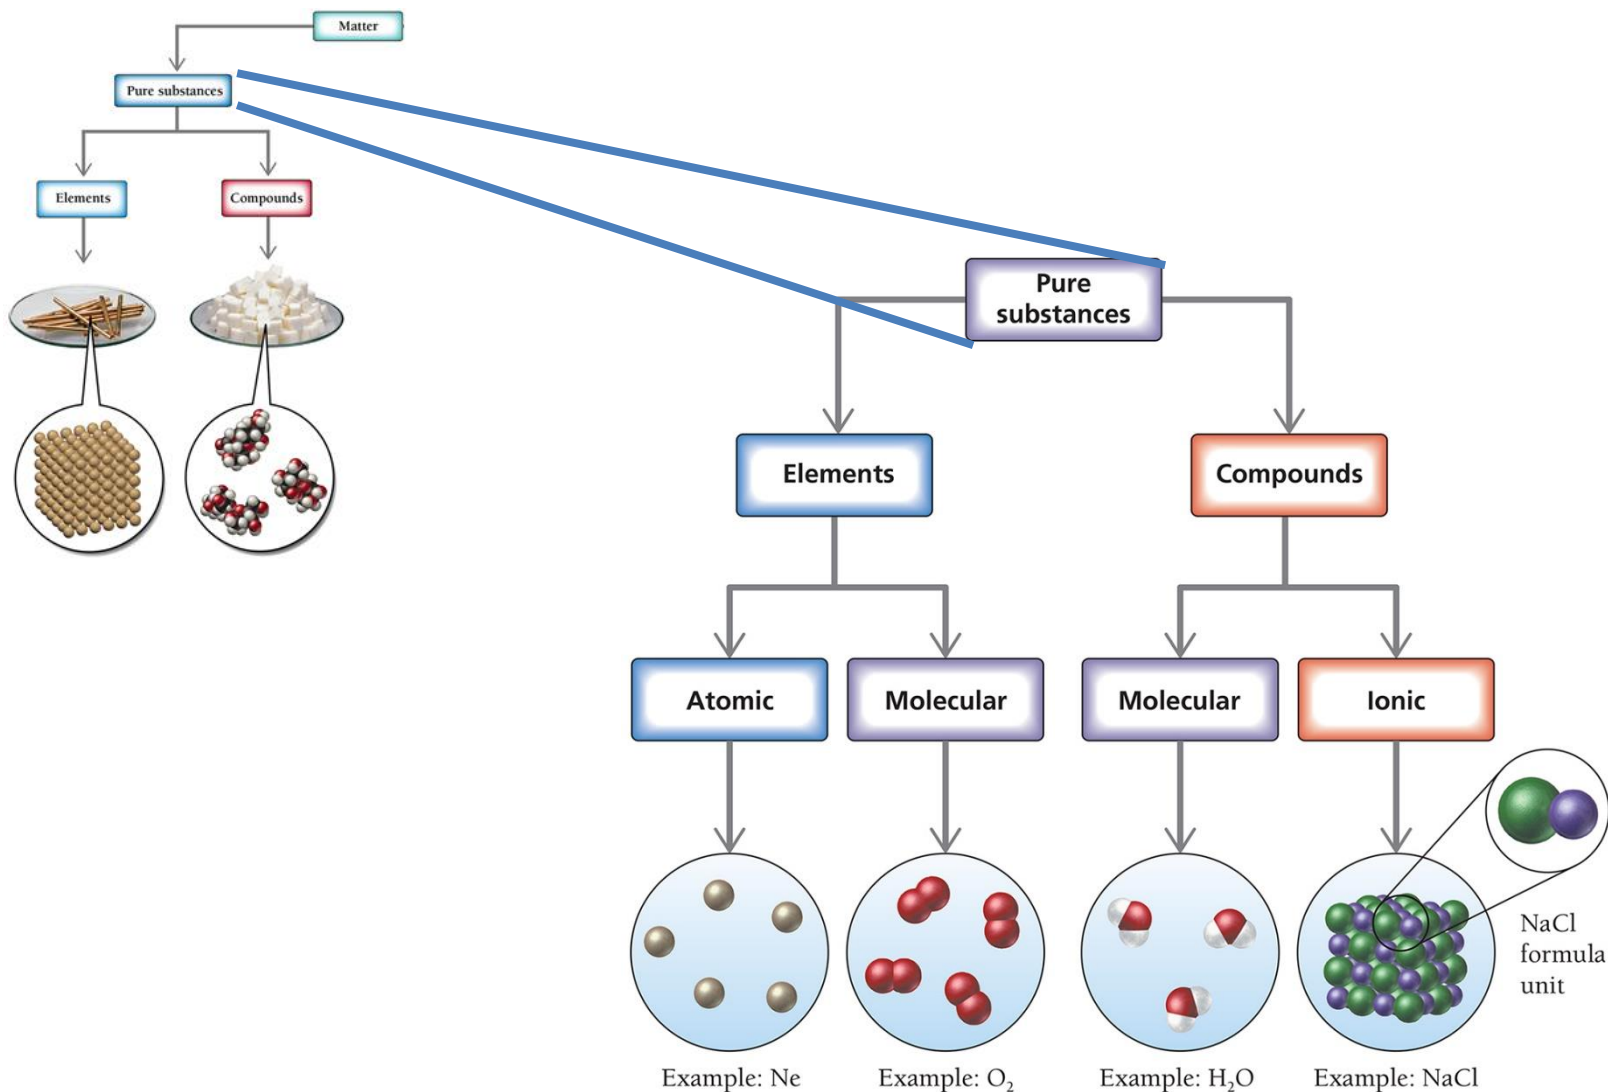 Matter
Pure substances
Elements
Compounds
Pure
substances
Elements
Compounds
Atomic
Molecular
Molecular
Ionic
NaCl
formula
unit
Example: Ne
Example: O₂
Example: H₂O
Example: NaCl